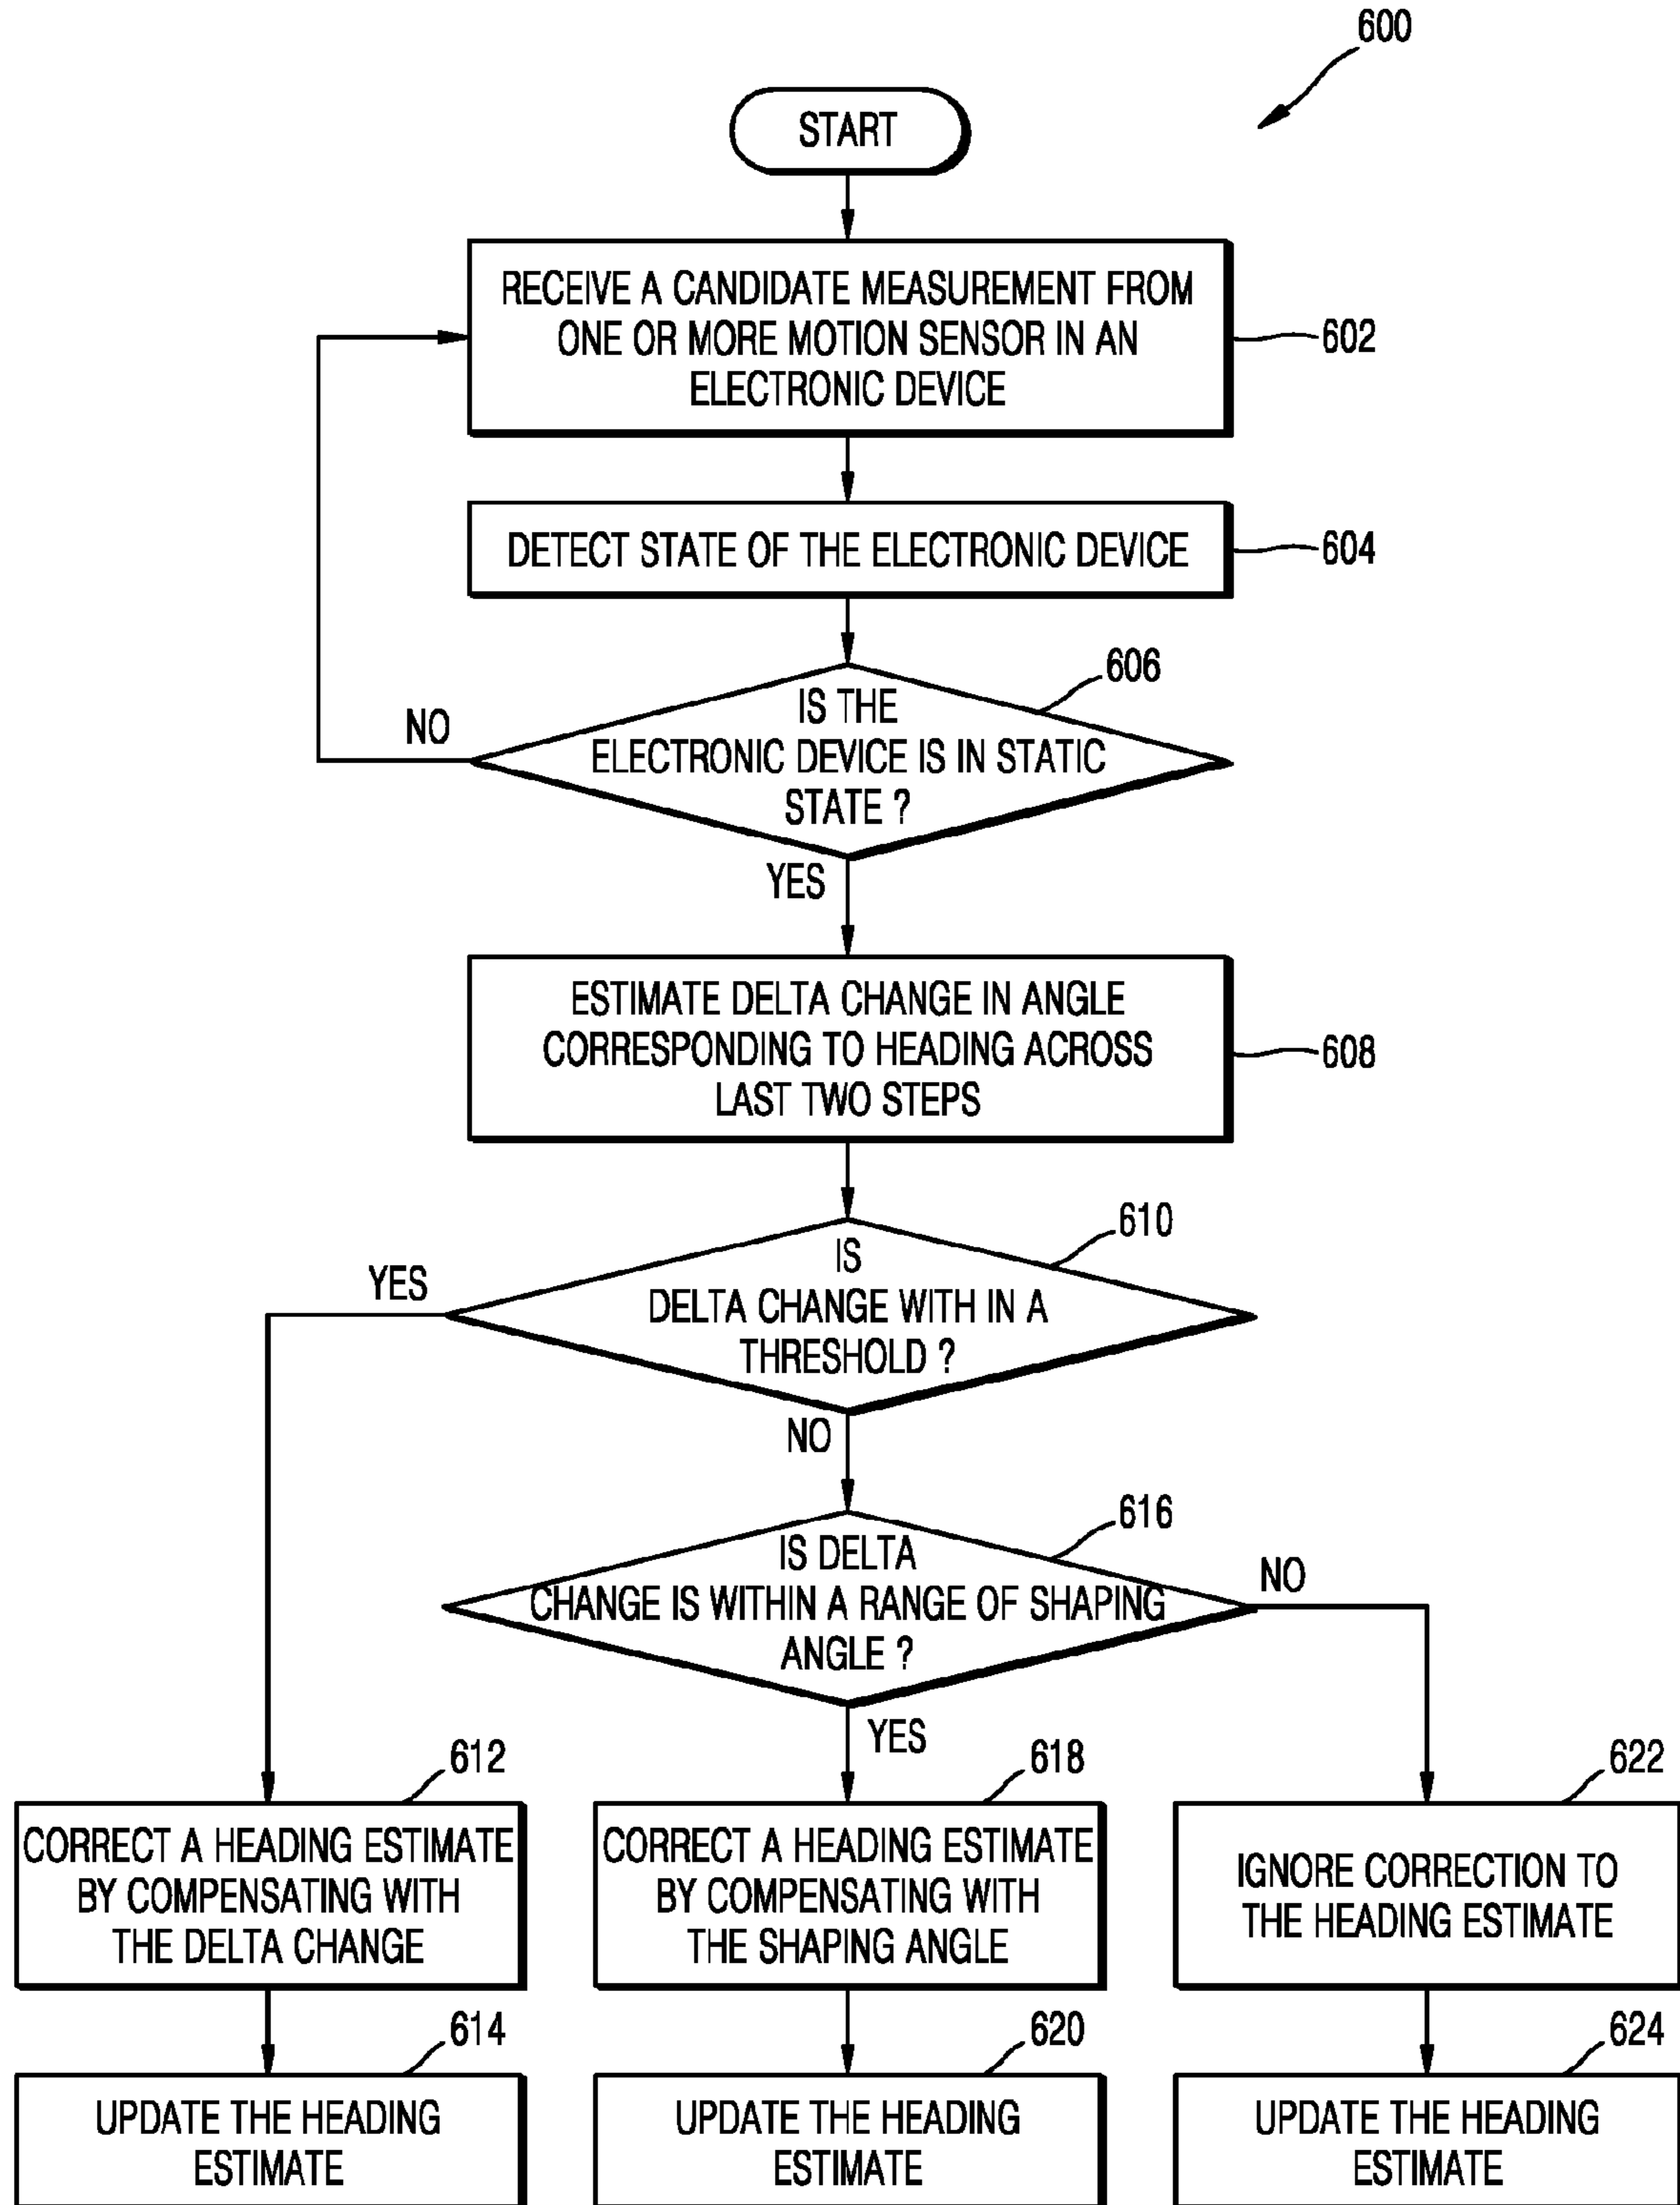 600
START
RECEIVE A CANDIDATE MEASUREMENT FROM
ONE OR MORE MOTION SENSOR IN AN
ELECTRONIC DEVICE
602
DETECT STATE OF THE ELECTRONIC DEVICE
604
606
IS THE
ELECTRONIC DEVICE IS IN STATIC
STATE ?
NO
YES
ESTIMATE DELTA CHANGE IN ANGLE
CORRESPONDING TO HEADING ACROSS
LAST TWO STEPS
608
610
IS
DELTA CHANGE WITH IN A
THRESHOLD ?
YES
NO
616
IS DELTA
CHANGE IS WITHIN A RANGE OF SHAPING
ANGLE ?
NO
YES
612
CORRECT A HEADING ESTIMATE
BY COMPENSATING WITH
THE DELTA CHANGE
618
CORRECT A HEADING ESTIMATE
BY COMPENSATING WITH
THE SHAPING ANGLE
622
IGNORE CORRECTION TO
THE HEADING ESTIMATE
614
UPDATE THE HEADING
ESTIMATE
620
UPDATE THE HEADING
ESTIMATE
624
UPDATE THE HEADING
ESTIMATE